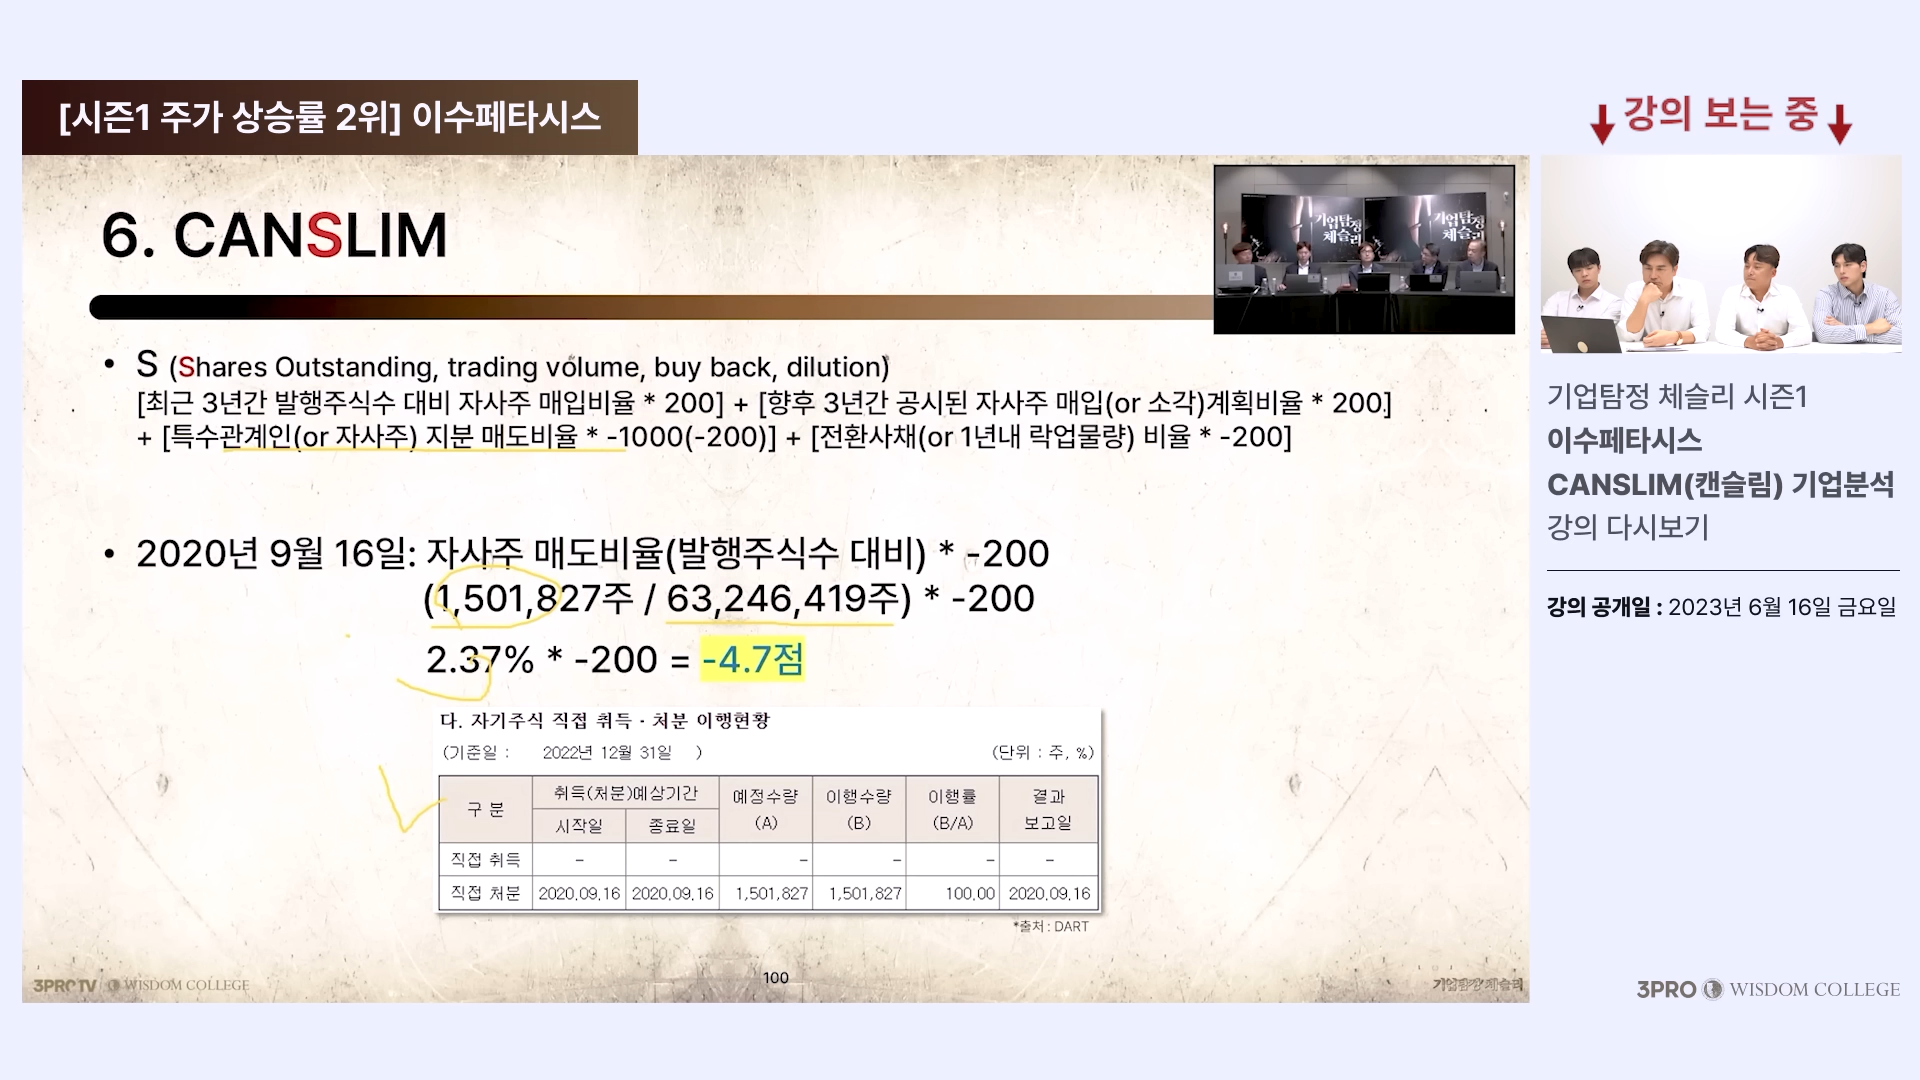 [시즌1 주가 상승률 2위] 이수페타시스
강의 보는 중
6. CANSLIM
기업탐정
체슬리
기업탐정
체슬리
• S (Shares Outstanding, trading volume, buy back, dilution)
[최근 3년간 발행주식수 대비 자사주 매입비율 * 200] + [향후 3년간 공시된 자사주 매입(or 소각)계획비율 * 200]
+ [특수관계인(or 자사주) 지분 매도비율 * -1000(-200)] + [전환사채(or 1년내 락업물량) 비율 * -200]
• 2020년 9월 16일: 자사주 매도비율(발행주식수 대비) * -200
(1,501,827주 / 63,246,419주) * -200
2.37% * -200 = -4.7점
다. 자기주식 직접 취득 · 처분 이행현황
(기준일 : 2022년 12월 31일 ) (단위 : 주, %)
구 분 취득(처분)예상기간 예정수량 (A) 이행수량 (B) 이행률 (B/A) 결과 보고일
시작일 종료일
직접 취득 – – – – – –
직접 처분 2020.09.16 2020.09.16 1,501,827 1,501,827 100.00 2020.09.16
*출처 : DART
3PROTV WISDOM COLLEGE
100
기업탐정 체슬리
기업탐정 체슬리 시즌1
이수페타시스
CANSLIM(캔슬림) 기업분석
강의 다시보기
강의 공개일 : 2023년 6월 16일 금요일
3PRO WISDOM COLLEGE